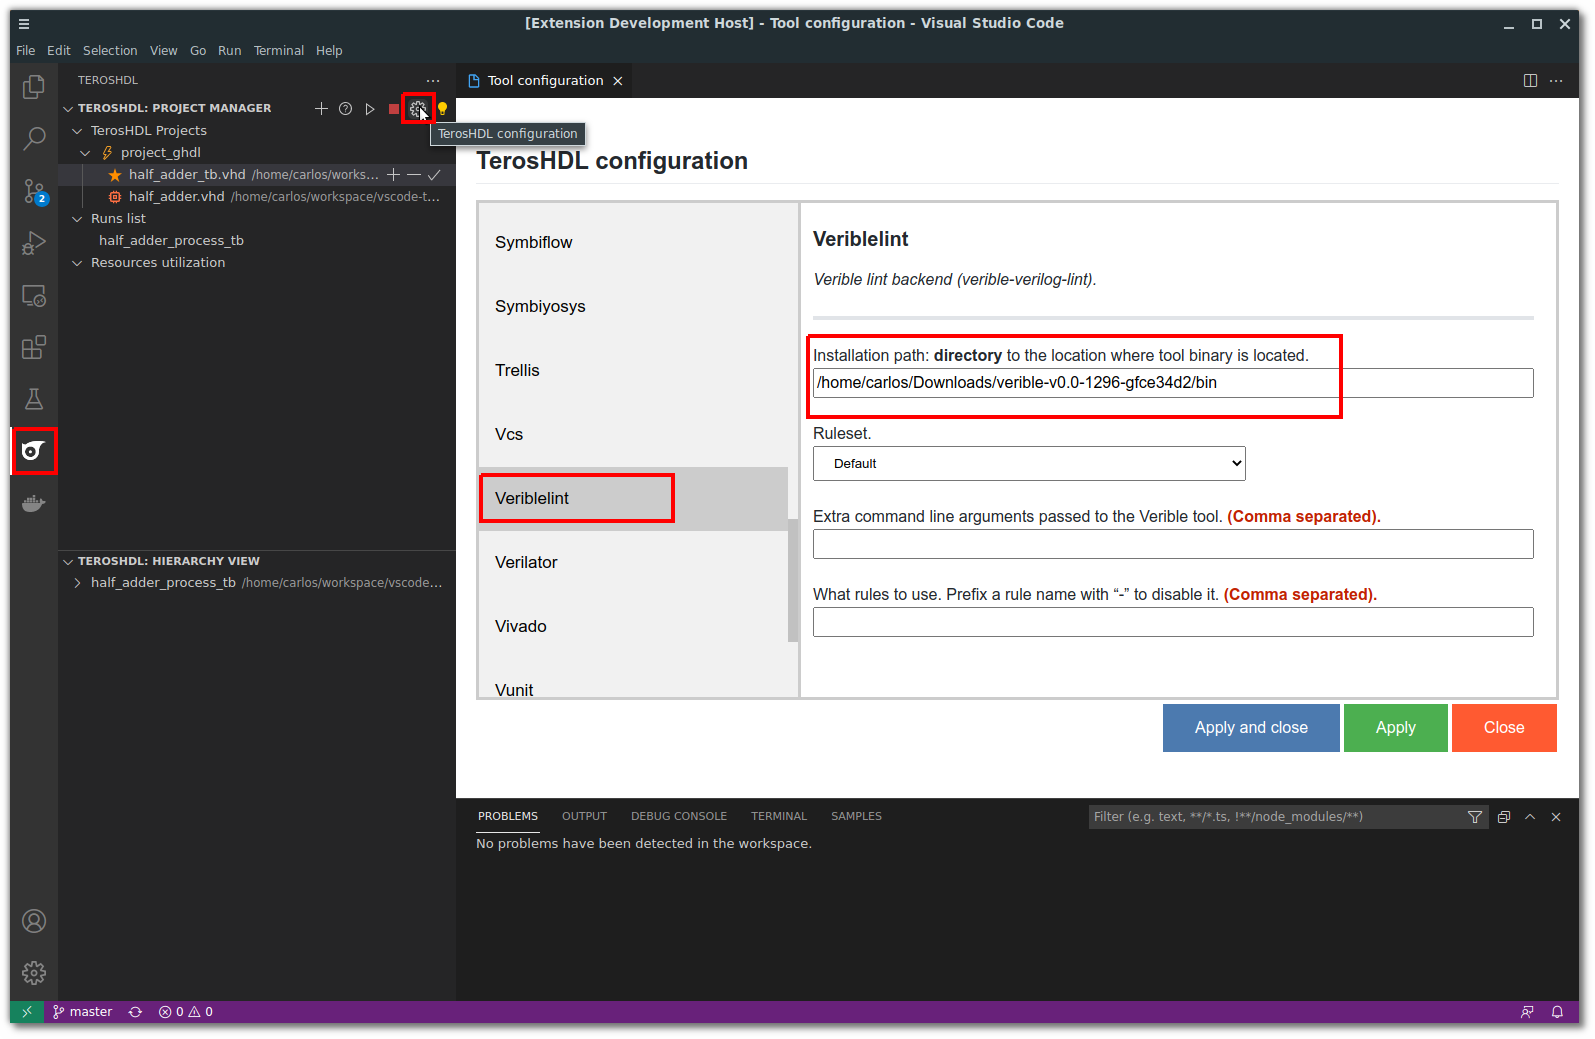 [Extension Development Host] - Tool configuration - Visual Studio Code
File Edit Selection View Go Run Terminal Help
TEROSHDL
Tool configuration
TEROSHDL: PROJECT MANAGER
TerosHDL configuration
TerosHDL Projects
project_ghdl
half_adder_tb.vhd /home/carlos/works...
half_adder.vhd /home/carlos/workspace/vscode-t...
Runs list
half_adder_process_tb
Resources utilization
2
TEROSHDL: HIERARCHY VIEW
half_adder_process_tb /home/carlos/workspace/vscode...
TerosHDL configuration
Symbiflow
Symbiyosys
Trellis
Vcs
Veriblelint
Verilator
Vivado
Vunit
Veriblelint
Verible lint backend (verible-verilog-lint).
Installation path: directory to the location where tool binary is located.
/home/carlos/Downloads/verible-v0.0-1296-gfce34d2/bin
Ruleset.
Default
Extra command line arguments passed to the Verible tool. (Comma separated).
What rules to use. Prefix a rule name with “-” to disable it. (Comma separated).
Apply and close Apply Close
PROBLEMS OUTPUT DEBUG CONSOLE TERMINAL SAMPLES
Filter (e.g. text, **/*.ts, !**/node_modules/**)
No problems have been detected in the workspace.
master 0 0